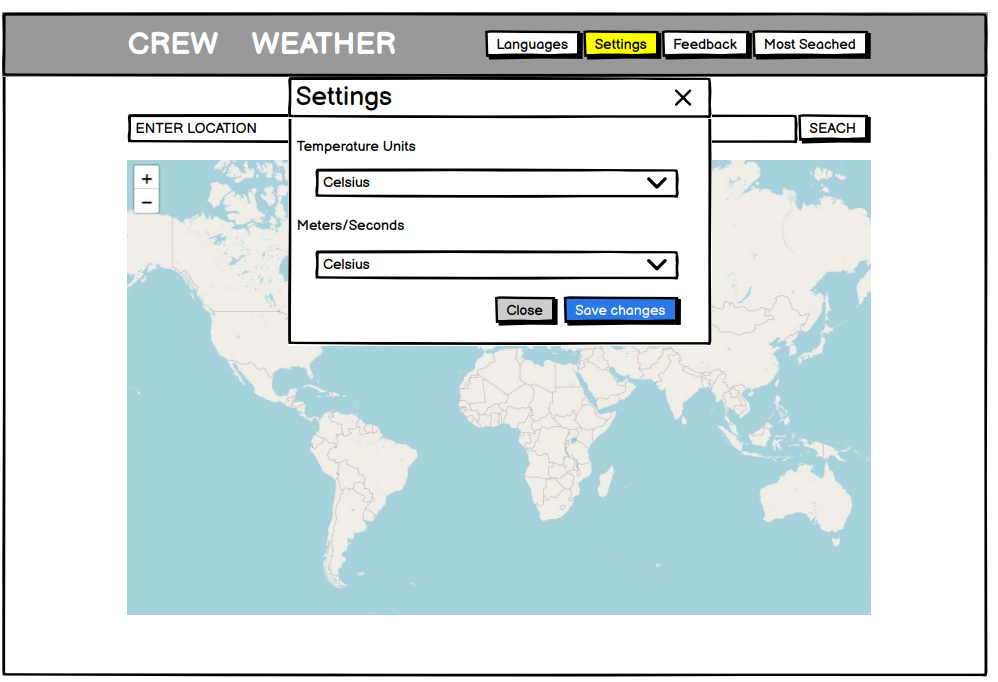 CREW WEATHER
Languages
Settings
Feedback
Most Seached
Settings
ENTER LOCATION
SEACH
Temperature Units
Celsius
Meters/Seconds
Celsius
Close
Save changes
+
−